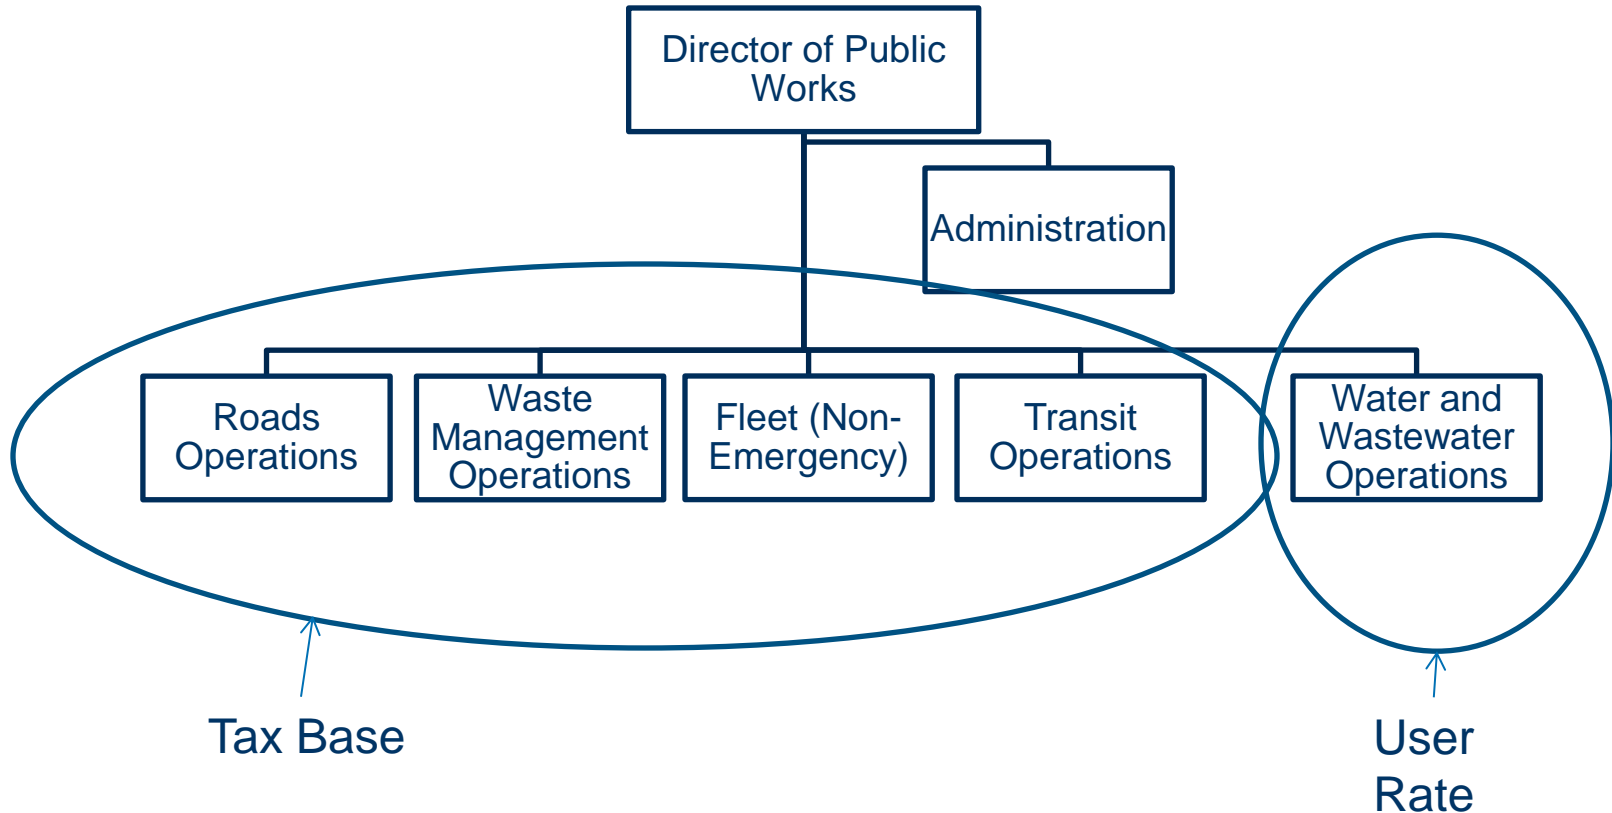 Director of Public
Works
Administration
Roads
Operations
Waste
Management
Operations
Fleet (Non-
Emergency)
Transit
Operations
Water and
Wastewater
Operations
Tax Base
User
Rate